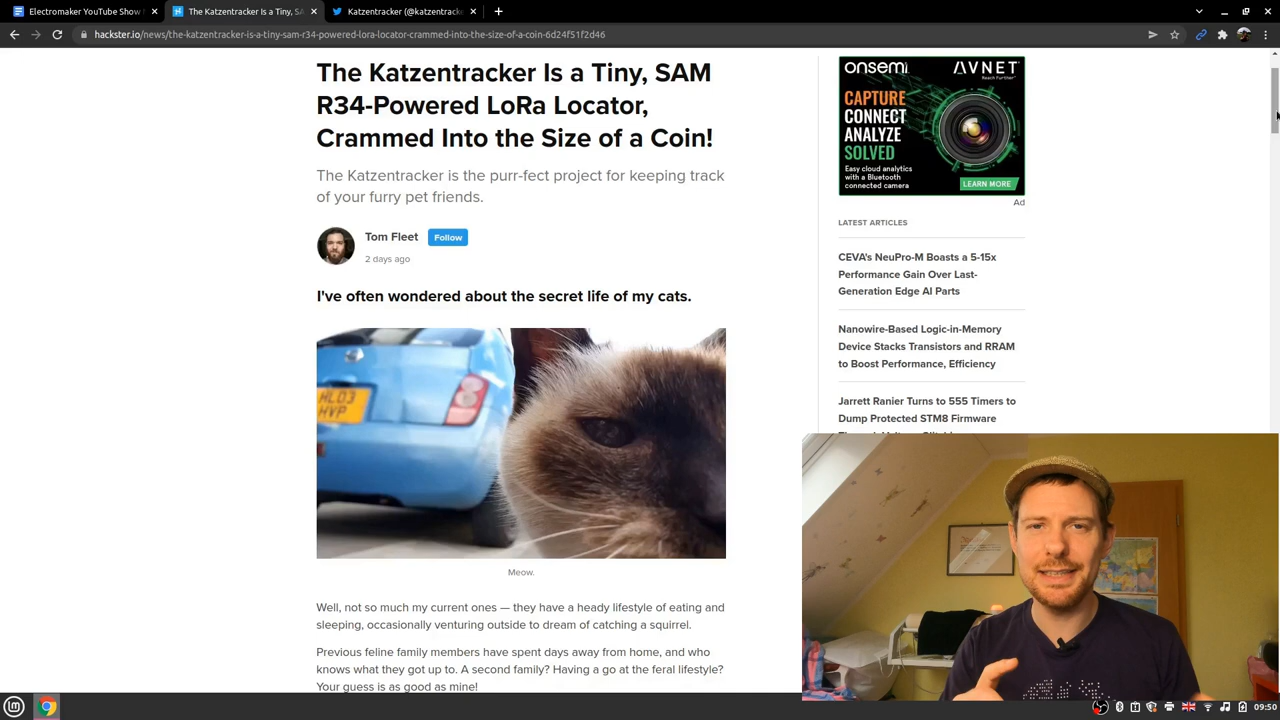 Electromaker YouTube Show
The Katzentracker Is a Tiny, SA
Katzentracker (@katzentracke
hackster.io/news/the-katzentracker-is-a-tiny-sam-r34-powered-lora-locator-crammed-into-the-size-of-a-coin-6d24f51f2d46
The Katzentracker Is a Tiny, SAM
R34-Powered LoRa Locator,
Crammed Into the Size of a Coin!
The Katzentracker is the purr-fect project for keeping track
of your furry pet friends.
Tom Fleet Follow
2 days ago
I've often wondered about the secret life of my cats.
HL03
HVP
Meow.
Well, not so much my current ones — they have a heady lifestyle of eating and
sleeping, occasionally venturing outside to dream of catching a squirrel.
Previous feline family members have spent days away from home, and who
knows what they got up to. A second family? Having a go at the feral lifestyle?
Your guess is as good as mine!
onsemi AVNET
Reach Further
CAPTURE
CONNECT
ANALYZE
SOLVED
Easy cloud analytics
with a Bluetooth
connected camera
LEARN MORE
Ad
LATEST ARTICLES
CEVA's NeuPro-M Boasts a 5-15x
Performance Gain Over Last-
Generation Edge AI Parts
Nanowire-Based Logic-in-Memory
Device Stacks Transistors and RRAM
to Boost Performance, Efficiency
Jarrett Ranier Turns to 555 Timers to
Dump Protected STM8 Firmware
09:50